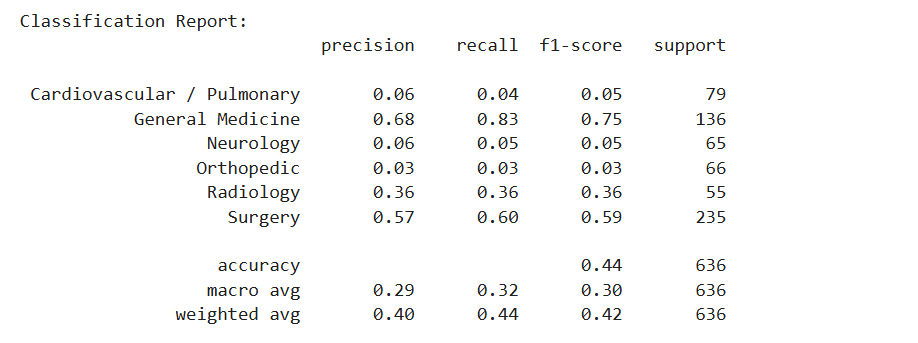 Classification Report:
precision recall f1-score support
Cardiovascular / Pulmonary 0.06 0.04 0.05 79
General Medicine 0.68 0.83 0.75 136
Neurology 0.06 0.05 0.05 65
Orthopedic 0.03 0.03 0.03 66
Radiology 0.36 0.36 0.36 55
Surgery 0.57 0.60 0.59 235
accuracy 0.44 636
macro avg 0.29 0.32 0.30 636
weighted avg 0.40 0.44 0.42 636